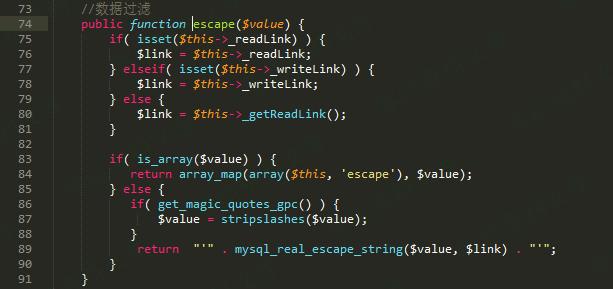 73 //数据过滤
74 public function escape($value) {
75 if( isset($this->_readLink) ) {
76 $link = $this->_readLink;
77 } elseif( isset($this->_writeLink) ) {
78 $link = $this->_writeLink;
79 } else {
80 $link = $this->_getReadLink();
81 }
82
83 if( is_array($value) ) {
84 return array_map(array($this, 'escape'), $value);
85 } else {
86 if( get_magic_quotes_gpc() ) {
87 $value = stripslashes($value);
88 }
89 return "'" . mysql_real_escape_string($value, $link) . "'";
90 }
91 }